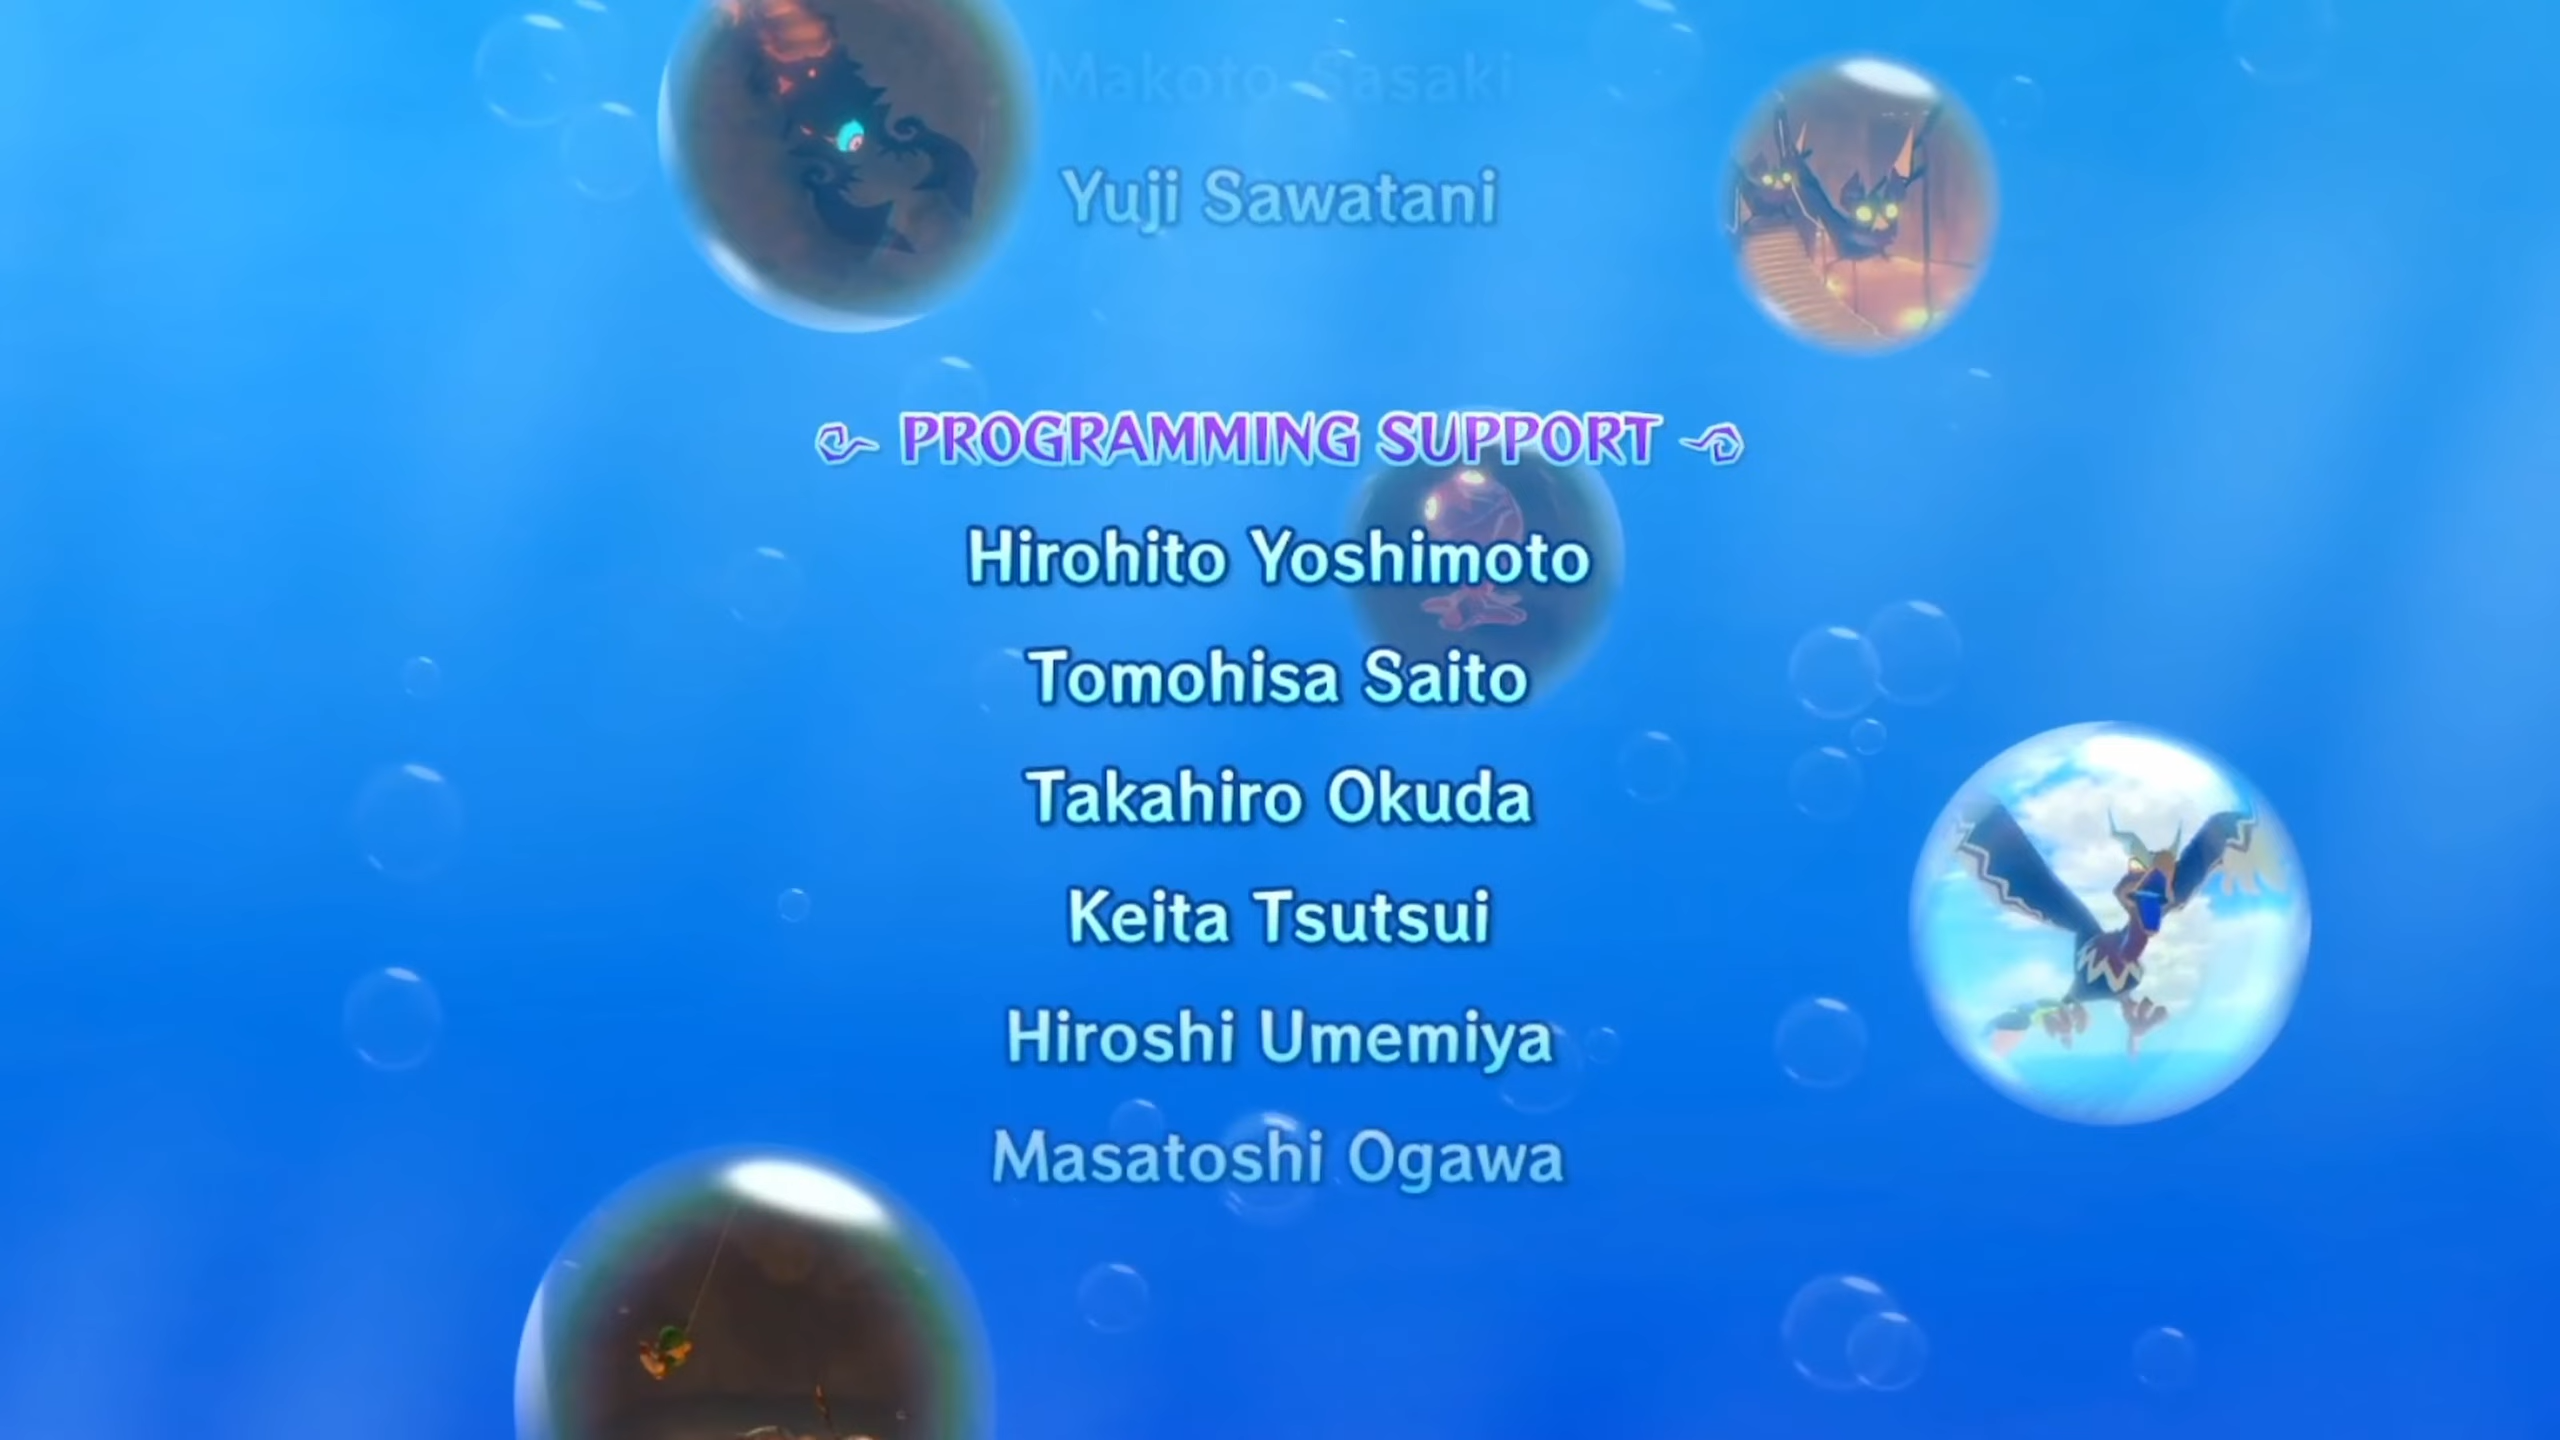 Makoto Sasaki
Yuji Sawatani
PROGRAMMING SUPPORT
Hirohito Yoshimoto
Tomohisa Saito
Takahiro Okuda
Keita Tsutsui
Hiroshi Umemiya
Masatoshi Ogawa